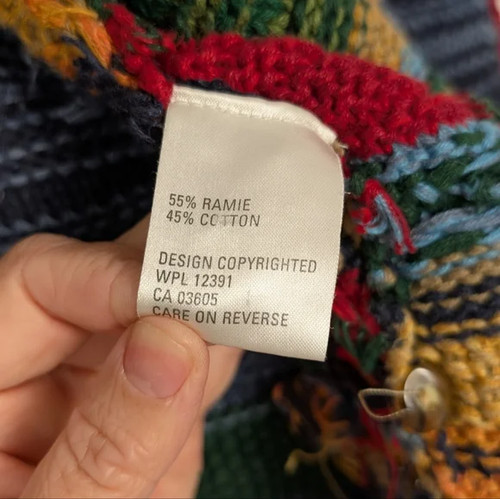 55% RAMIE
45% COTTON
DESIGN COPYRIGHTED
WPL 12391
CA 03605
CARE ON REVERSE